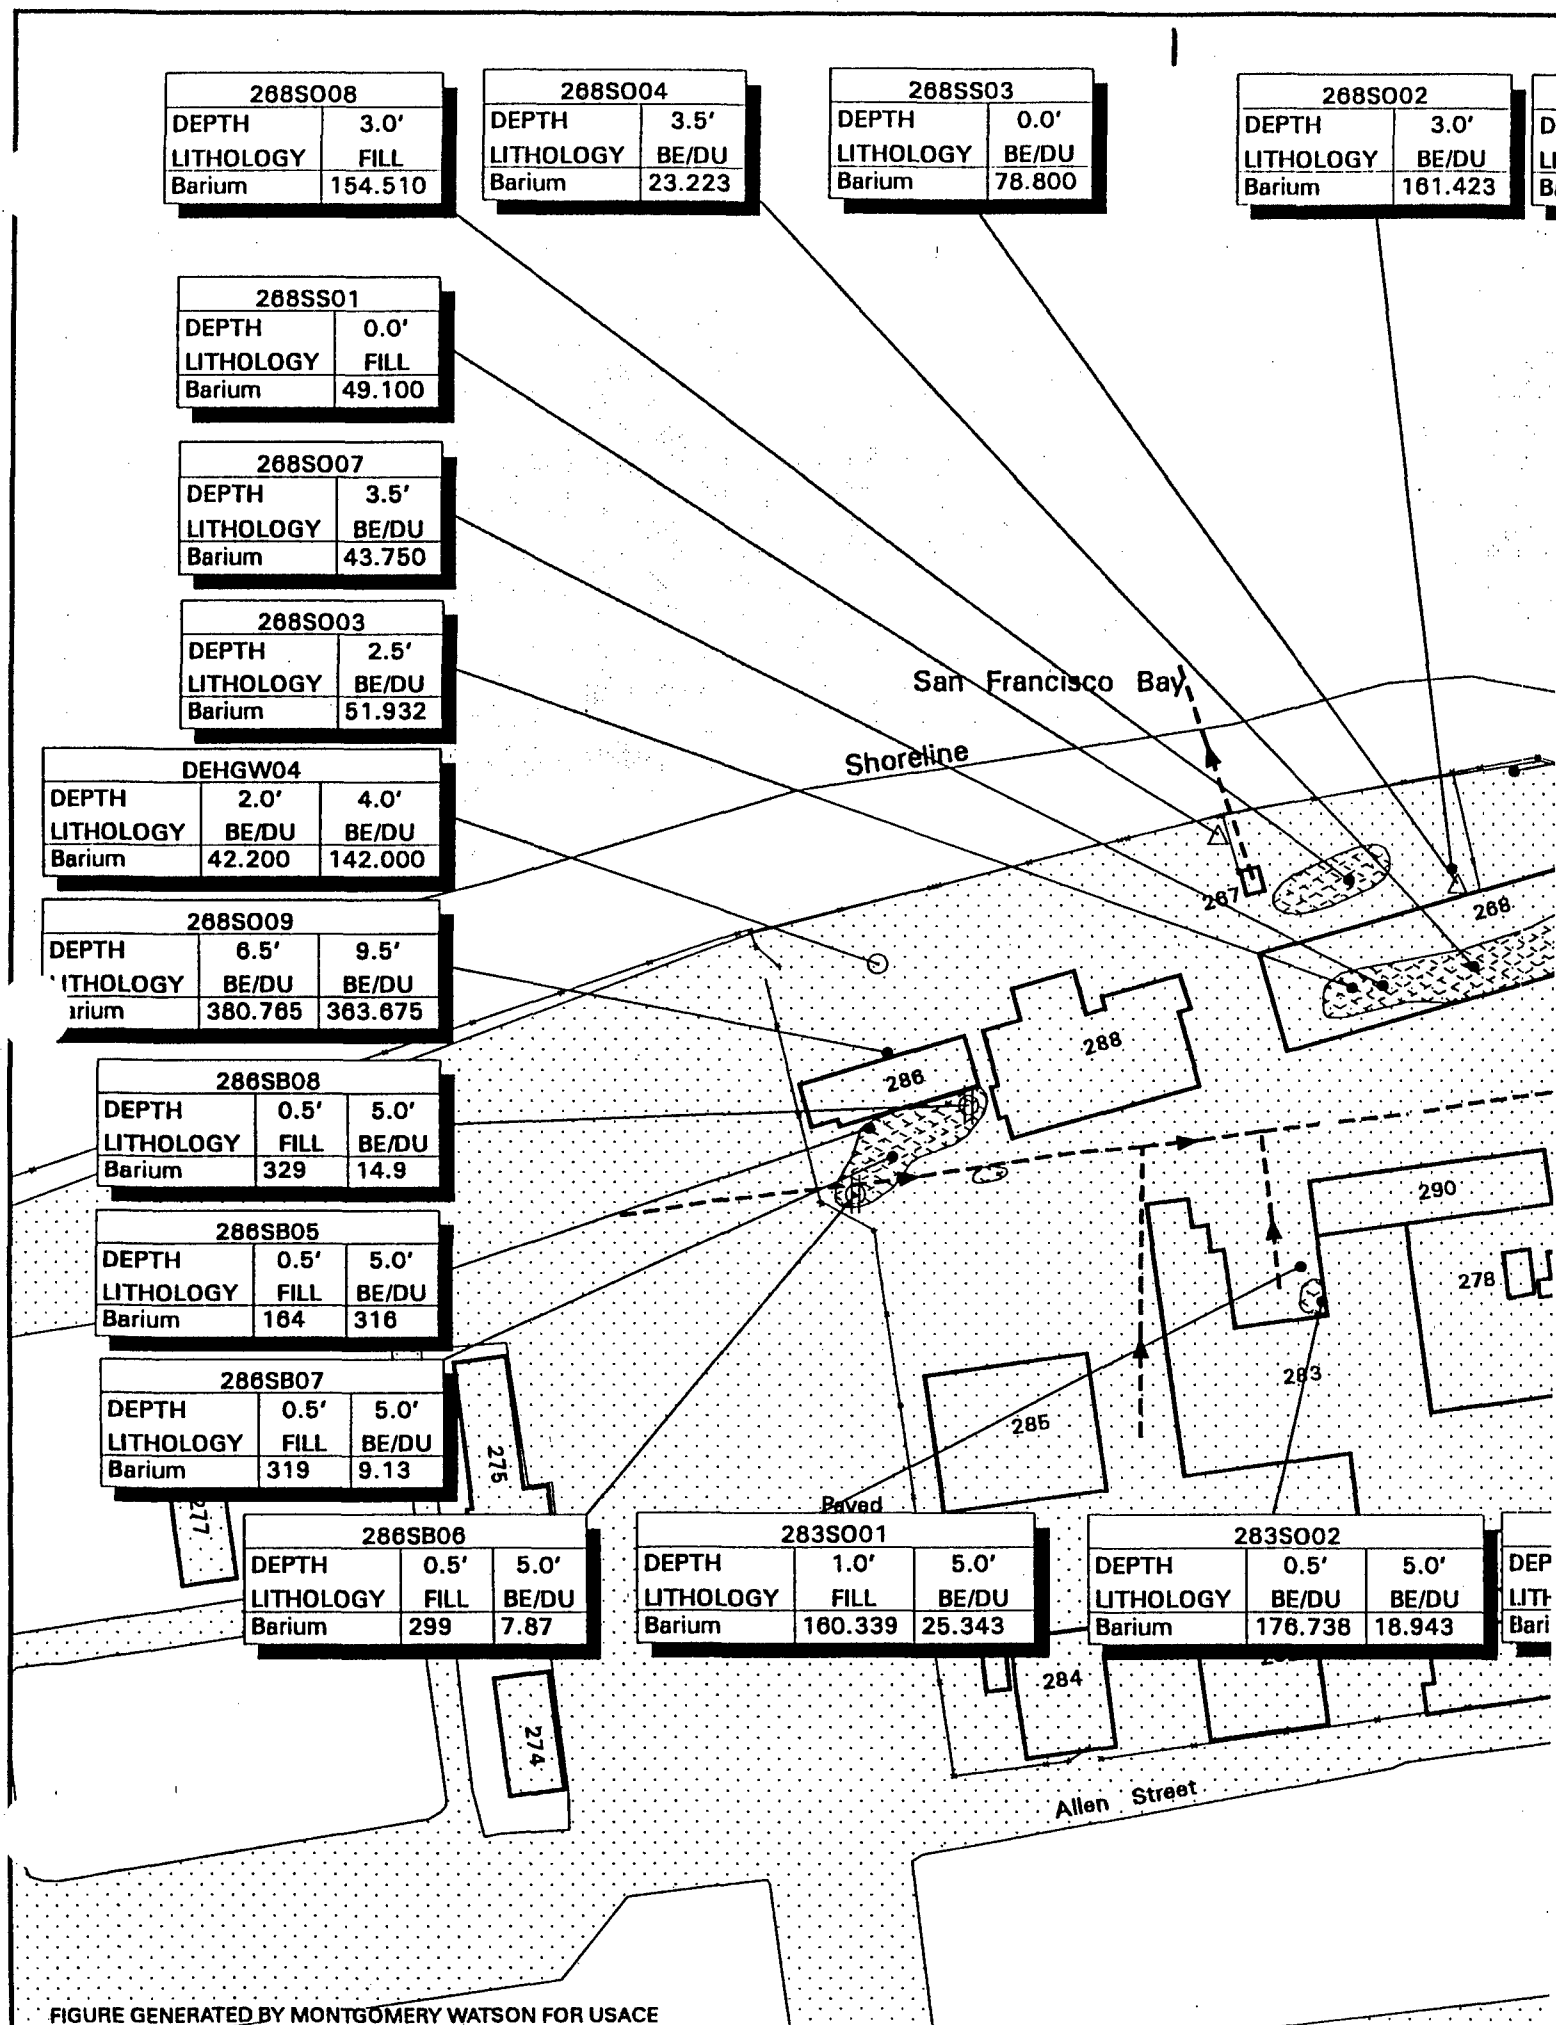 268SO08
DEPTH 3.0'
LITHOLOGY FILL
Barium 154.510
268SO04
DEPTH 3.5'
LITHOLOGY BE/DU
Barium 23.223
268SS03
DEPTH 0.0'
LITHOLOGY BE/DU
Barium 78.800
268SO02
DEPTH 3.0'
LITHOLOGY BE/DU
Barium 161.423
268SS01
DEPTH 0.0'
LITHOLOGY FILL
Barium 49.100
268SO07
DEPTH 3.5'
LITHOLOGY BE/DU
Barium 43.750
268SO03
DEPTH 2.5'
LITHOLOGY BE/DU
Barium 51.932
San Francisco Bay
Shoreline
DEHGW04
DEPTH 2.0' 4.0'
LITHOLOGY BE/DU BE/DU
Barium 42.200 142.000
267
268
268SO09
DEPTH 6.5' 9.5'
ITHOLOGY BE/DU BE/DU
arium 380.765 363.675
288
286
286SB08
DEPTH 0.5' 5.0'
LITHOLOGY FILL BE/DU
Barium 329 14.9
290
286SB05
DEPTH 0.5' 5.0'
LITHOLOGY FILL BE/DU
Barium 164 316
278
283
286SB07
DEPTH 0.5' 5.0'
LITHOLOGY FILL BE/DU
Barium 319 9.13
285
275
277
Paved
286SB06
DEPTH 0.5' 5.0'
LITHOLOGY FILL BE/DU
Barium 299 7.87
283SO01
DEPTH 1.0' 5.0'
LITHOLOGY FILL BE/DU
Barium 160.339 25.343
283SO02
DEPTH 0.5' 5.0'
LITHOLOGY BE/DU BE/DU
Barium 176.738 18.943
DEP
LITH
Bari
284
274
Allen Street
FIGURE GENERATED BY MONTGOMERY WATSON FOR USACE